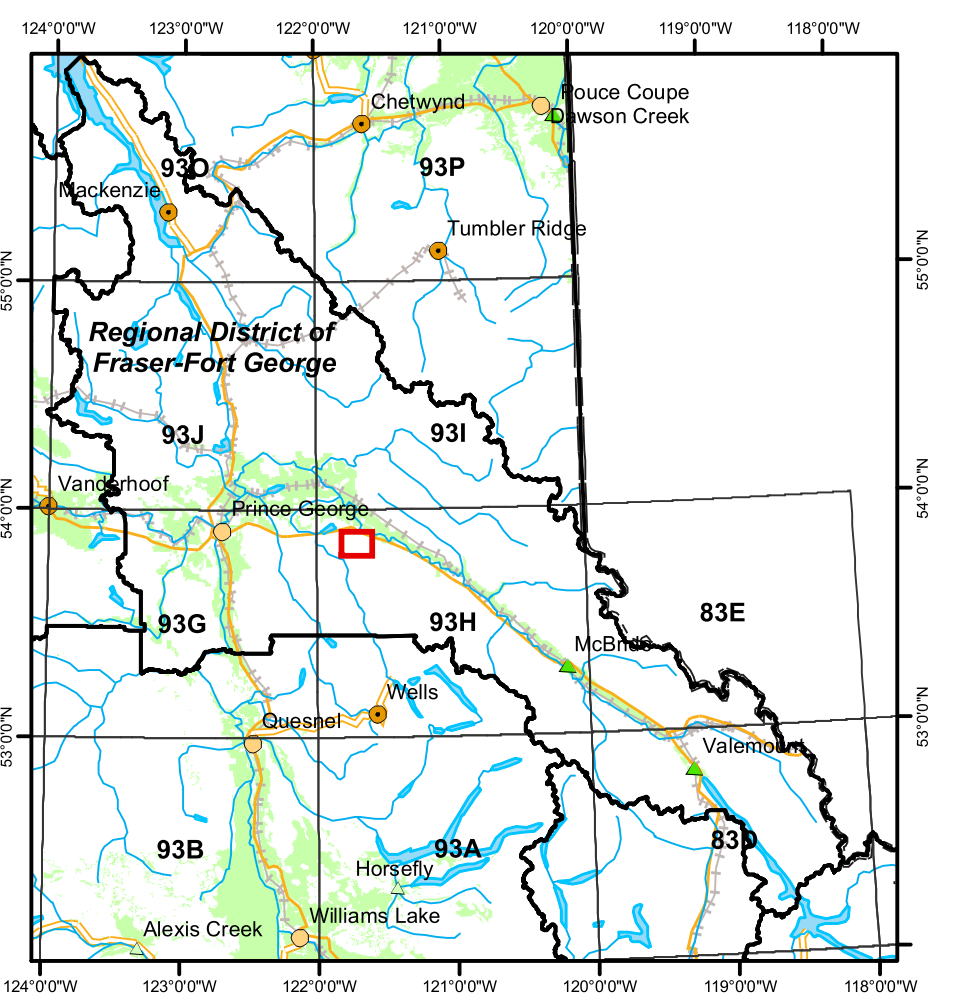 124°0'0"W 123°0'0"W 122°0'0"W 121°0'0"W 120°0'0"W 119°0'0"W 118°0'0"W
Pouce Coupe
Chetwynd
Dawson Creek
93O
93P
Mackenzie
Tumbler Ridge
55°0'0"N
55°0'0"N
Regional District of
Fraser-Fort George
93J
93I
Vanderhoof
54°0'0"N
Prince George
54°0'0"N
93G
93H
83E
McBride
Wells
Quesnel
53°0'0"N
53°0'0"N
Valemount
93B
93A
83D
Horsefly
Williams Lake
Alexis Creek
124°0'0"W 123°0'0"W 122°0'0"W 121°0'0"W 120°0'0"W 119°0'0"W 118°0'0"W